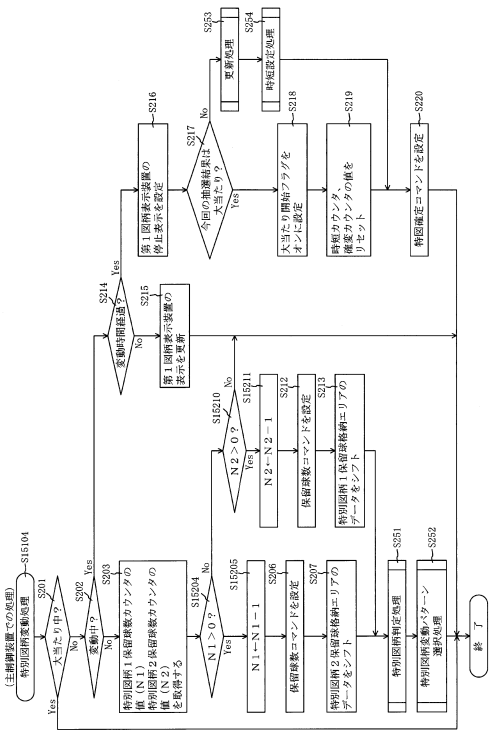 (主制御装置での処理)
特別図柄変動処理
S15104
S201
大当たり中？
Yes
S202
変動中？
Yes
No
S203
特別図柄1保留球数カウンタの
値(N1)
特別図柄2保留球数カウンタの
値(N2)
を取得する
S15204
N1>0？
No
Yes
S15205
N1←N1-1
S206
保留球数コマンドを設定
S207
特別図柄2保留球格納エリアの
データをシフト
S15210
N2>0？
No
Yes
S15211
N2←N2-1
S212
保留球数コマンドを設定
S213
特別図柄1保留球格納エリアの
データをシフト
S251
特別図柄判定処理
S252
特別図柄変動パターン
選択処理
S214
変動時間経過？
Yes
No
S215
第1図柄表示装置の
表示を更新
S216
第1図柄表示装置の
停止表示を設定
S217
今回の抽選結果は
大当たり？
No
Yes
S218
大当たり開始フラグを
オンに設定
S219
時短カウンタ、
確変カウンタの値を
リセット
S253
更新処理
S254
時短設定処理
S220
特図確定コマンドを設定
終了